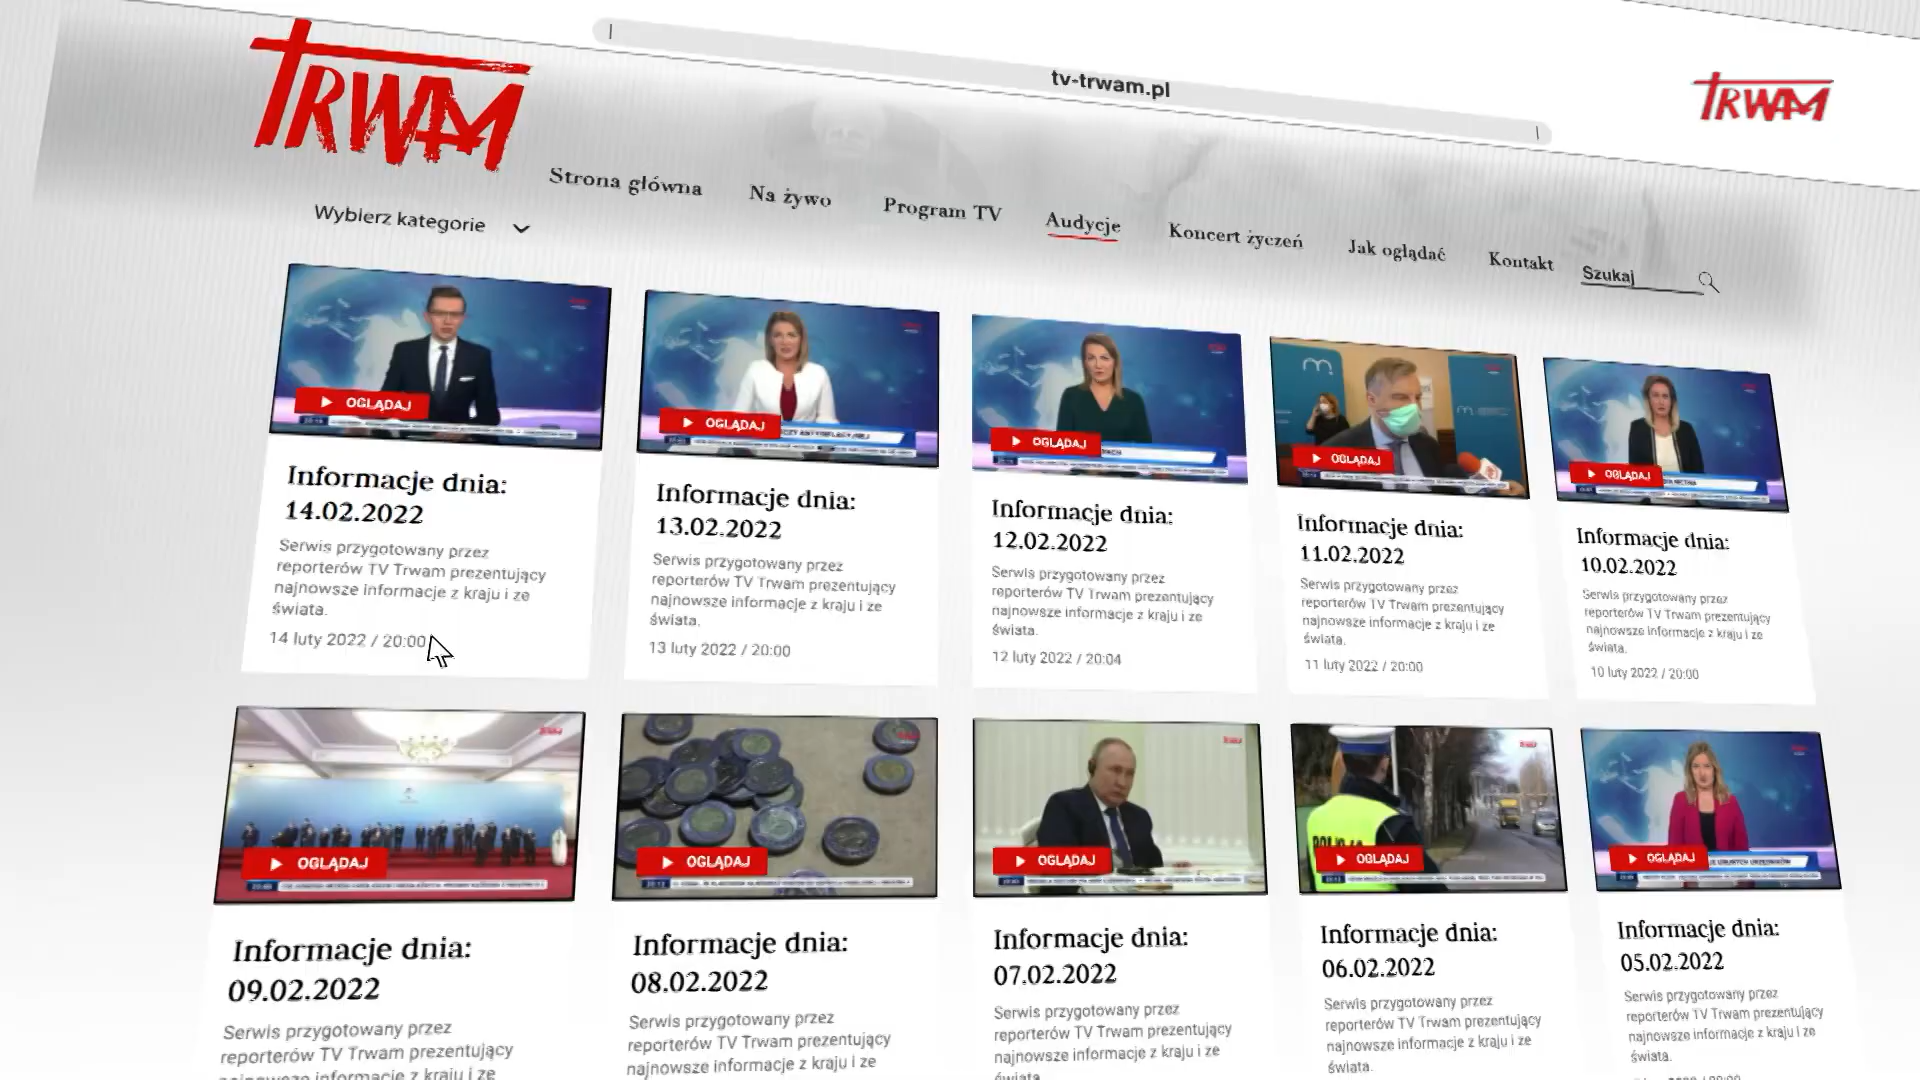 TRWAM
tv-trwam.pl
TRWAM
Strona główna
Na żywo
Program TV
Audycje
Koncert życzeń
Jak oglądać
Kontakt
Szukaj
Wybierz kategorie
OGLĄDAJ
OGLĄDAJ
OGLĄDAJ
OGLĄDAJ
OGLĄDAJ
Informacje dnia:
14.02.2022
Serwis przygotowany przez
reporterów TV Trwam prezentujący
najnowsze informacje z kraju i ze
świata.
14 luty 2022 / 20:00
Informacje dnia:
13.02.2022
Serwis przygotowany przez
reporterów TV Trwam prezentujący
najnowsze informacje z kraju i ze
świata.
13 luty 2022 / 20:00
Informacje dnia:
12.02.2022
Serwis przygotowany przez
reporterów TV Trwam prezentujący
najnowsze informacje z kraju i ze
świata.
12 luty 2022 / 20:04
Informacje dnia:
11.02.2022
Serwis przygotowany przez
reporterów TV Trwam prezentujący
najnowsze informacje z kraju i ze
świata.
11 luty 2022 / 20:00
Informacje dnia:
10.02.2022
Serwis przygotowany przez
reporterów TV Trwam prezentujący
najnowsze informacje z kraju i ze
świata.
10 luty 2022 / 20:00
OGLĄDAJ
OGLĄDAJ
OGLĄDAJ
OGLĄDAJ
OGLĄDAJ
Informacje dnia:
09.02.2022
Serwis przygotowany przez
reporterów TV Trwam prezentujący
najnowsze informacje z kraju i ze
Informacje dnia:
08.02.2022
Serwis przygotowany przez
reporterów TV Trwam prezentujący
najnowsze informacje z kraju i ze
Informacje dnia:
07.02.2022
Serwis przygotowany przez
reporterów TV Trwam prezentujący
najnowsze informacje z kraju i ze
świata.
Informacje dnia:
06.02.2022
Serwis przygotowany przez
reporterów TV Trwam prezentujący
najnowsze informacje z kraju i ze
świata.
Informacje dnia:
05.02.2022
Serwis przygotowany przez
reporterów TV Trwam prezentujący
najnowsze informacje z kraju i ze
świata.